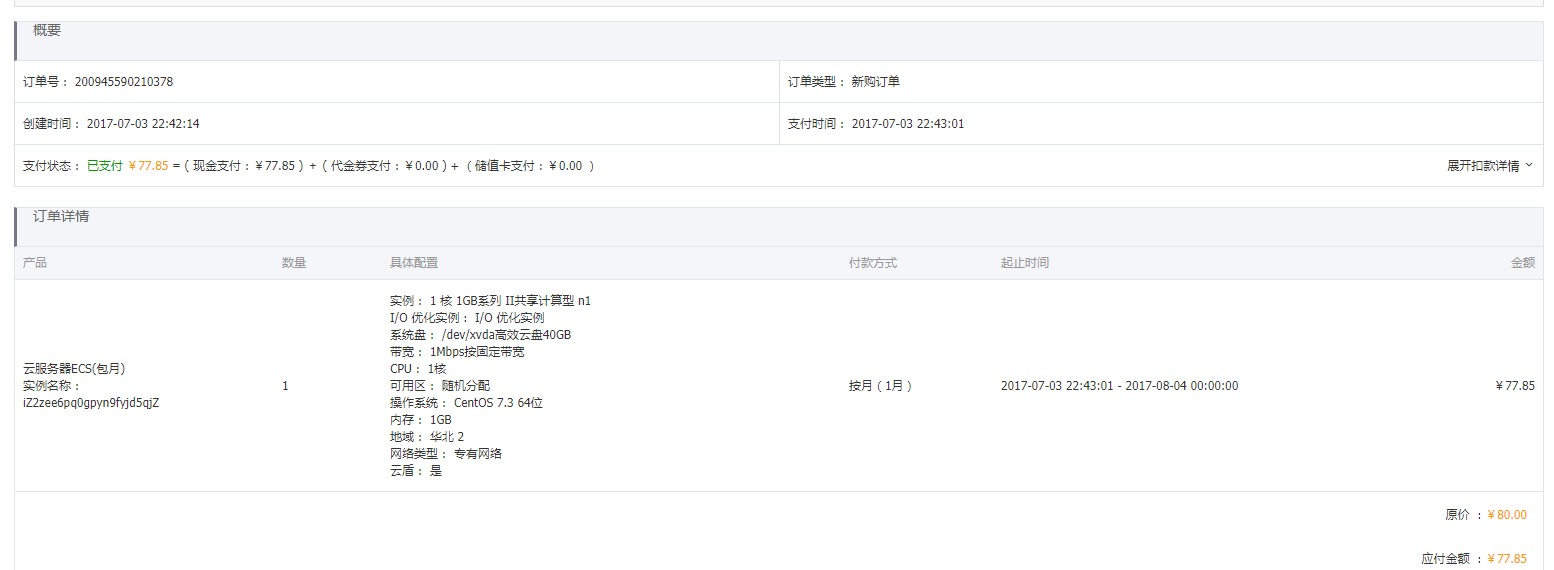 概要
订单号： 200945590210378
订单类型： 新购订单
创建时间： 2017-07-03 22:42:14
支付时间： 2017-07-03 22:43:01
支付状态： 已支付 ￥77.85 =（ 现金支付：￥77.85 ）+（ 代金券支付：￥0.00 ）+ （ 储值卡支付：￥0.00 ）
展开扣款详情
订单详情
产品 数量 具体配置 付款方式 起止时间 金额
云服务器ECS(包月)
实例名称：
iZ2zee6pq0gpyn9fyjd5qjZ
1
实例： 1 核 1GB系列 II共享计算型 n1
I/O 优化实例： I/O 优化实例
系统盘： /dev/xvda高效云盘40GB
带宽： 1Mbps按固定带宽
CPU： 1核
可用区： 随机分配
操作系统： CentOS 7.3 64位
内存： 1GB
地域： 华北 2
网络类型： 专有网络
云盾： 是
按月（1月）
2017-07-03 22:43:01 - 2017-08-04 00:00:00
￥77.85
原价 ：￥80.00
应付金额 ：￥77.85